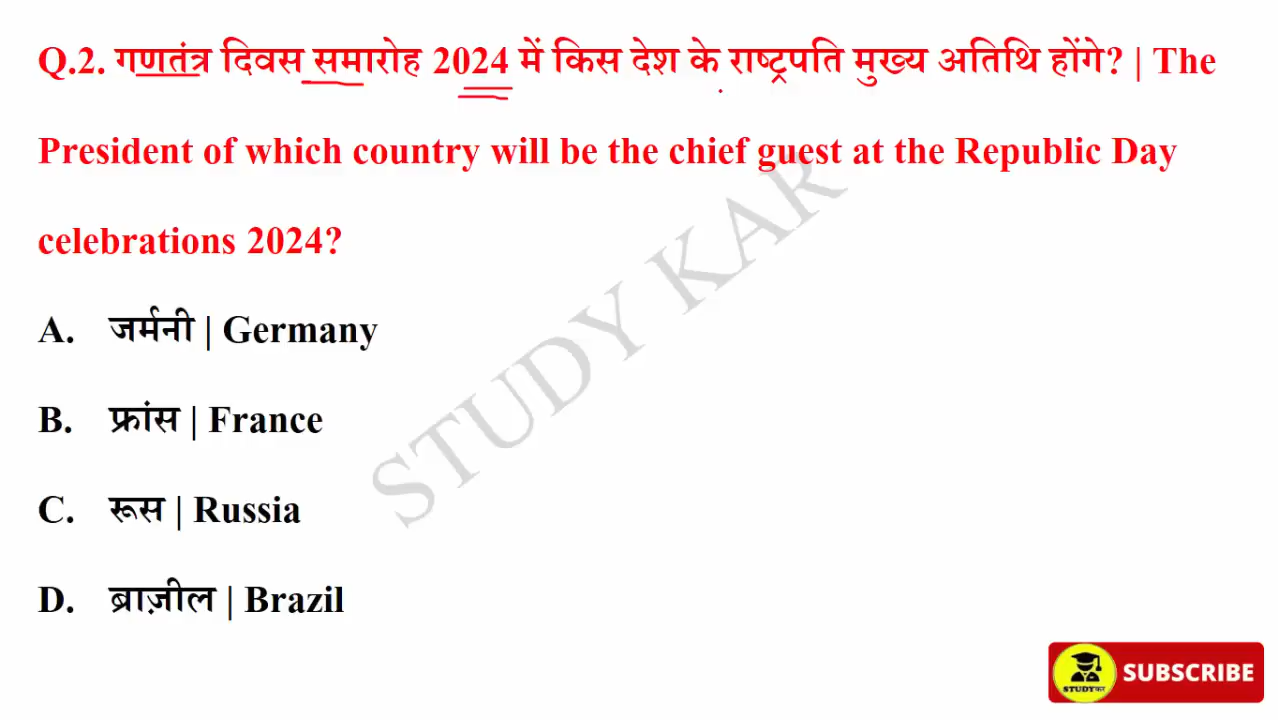 Q.2. गणतंत्र दिवस समारोह 2024 में किस देश के राष्ट्रपति मुख्य अतिथि होंगे? | The
President of which country will be the chief guest at the Republic Day
celebrations 2024?
A. जर्मनी | Germany
B. फ्रांस | France
C. रूस | Russia
D. ब्राज़ील | Brazil
STUDY KAR
STUDYकर
SUBSCRIBE